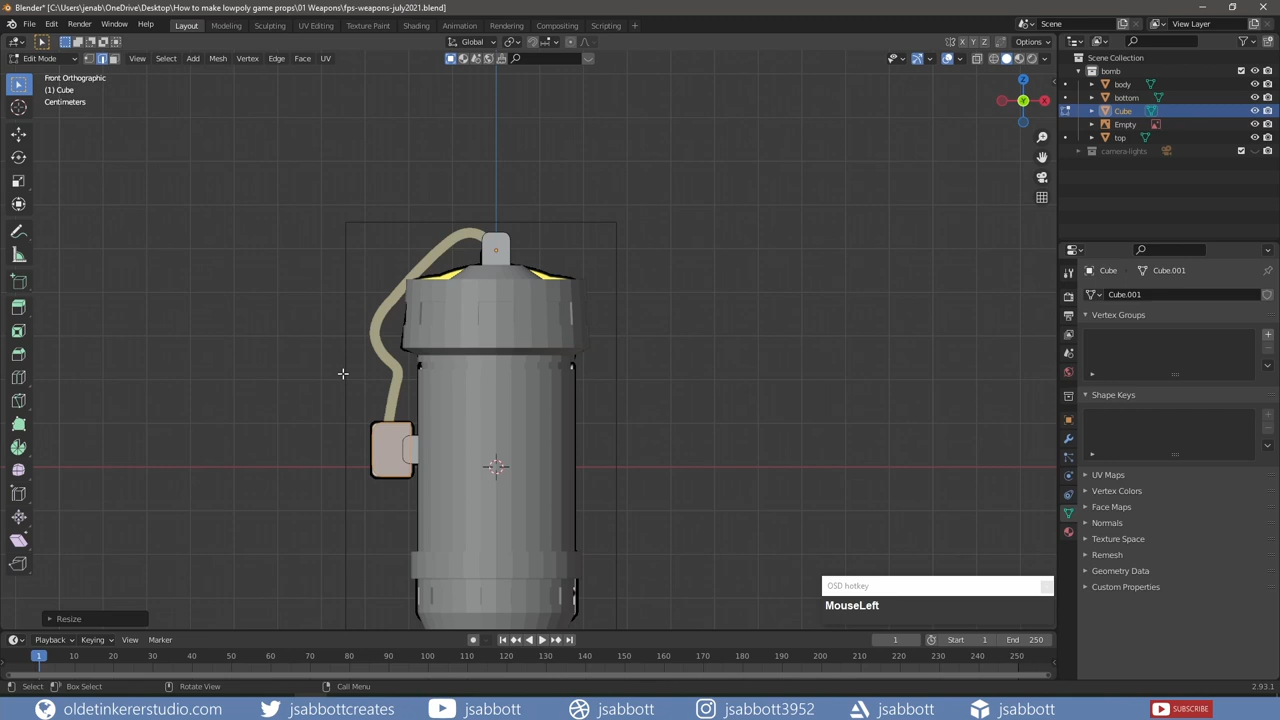 Blender* [C:\Users\jenab\OneDrive\Desktop\How to make lowpoly game props\01 Weapons\fps-weapons-july2021.blend]
File Edit Render Window Help Layout Modeling Sculpting UV Editing Texture Paint Shading Animation Rendering Compositing Scripting Scene View Layer
Global X Y Z Options
Edit Mode View Select Add Mesh Vertex Edge Face UV
Front Orthographic
(1) Cube
Centimeters
Z
Y
X
Scene Collection
bomb
body
bottom
Cube
Empty
top
camera-lights
Cube Cube.001
Cube.001
Vertex Groups
Shape Keys
UV Maps
Vertex Colors
Face Maps
Normals
Texture Space
Remesh
Geometry Data
Custom Properties
OSD hotkey
MouseLeft
Resize
Playback Keying View Marker 1 Start 1 End 250
1 10 20 30 40 50 60 70 80 90 100 110 120 130 140 150 160 170 180 190 200 210 220 230 240 250
Select Box Select Rotate View Call Menu 2.93.1
oldetinkererstudio.com jsabbottcreates jsabbott jsabbott jsabbott3952 jsabbott jsabbott SUBSCRIBE